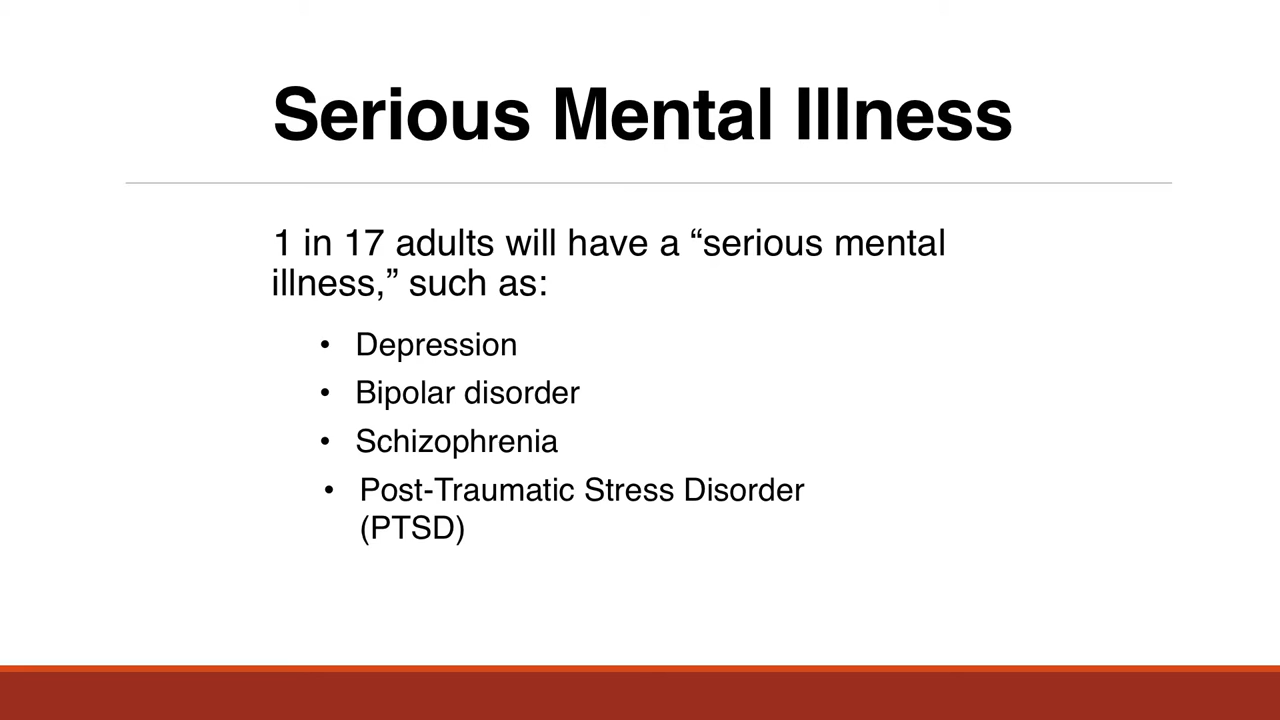 Serious Mental Illness
1 in 17 adults will have a “serious mental
illness,” such as:
• Depression
• Bipolar disorder
• Schizophrenia
• Post-Traumatic Stress Disorder
(PTSD)